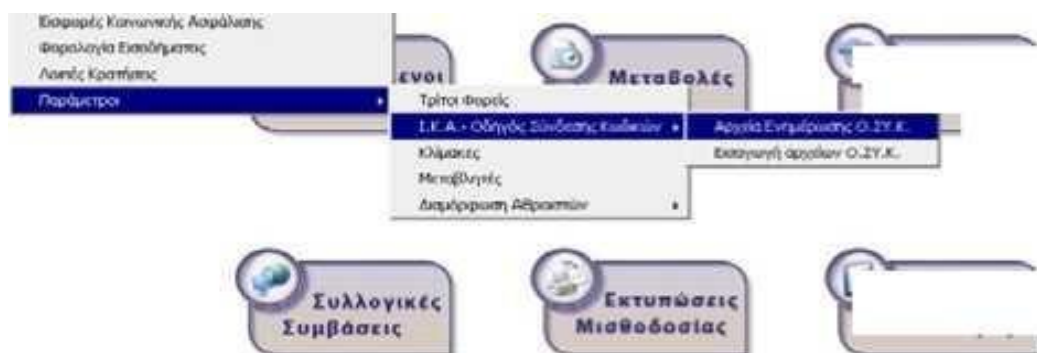 Εισφορές Κοινωνικής Ασφάλισης
Φορολογία Εισοδήματος
Λοιπές Κρατήσεις
Παράμετροι
ενοι
Μεταβολές
Τρίτοι Φορείς
Ι.Κ.Α.- Οδηγός Σύνδεσης Κωδικών
Αρχεία Ενημέρωσης Ο.ΣΥ.Κ.
Κλίμακες
Εισαγωγή αρχείων Ο.ΣΥ.Κ.
Μεταβλητές
Διαμόρφωση Αθροιστών
Συλλογικές
Συμβάσεις
Εκτυπώσεις
Μισθοδοσίας